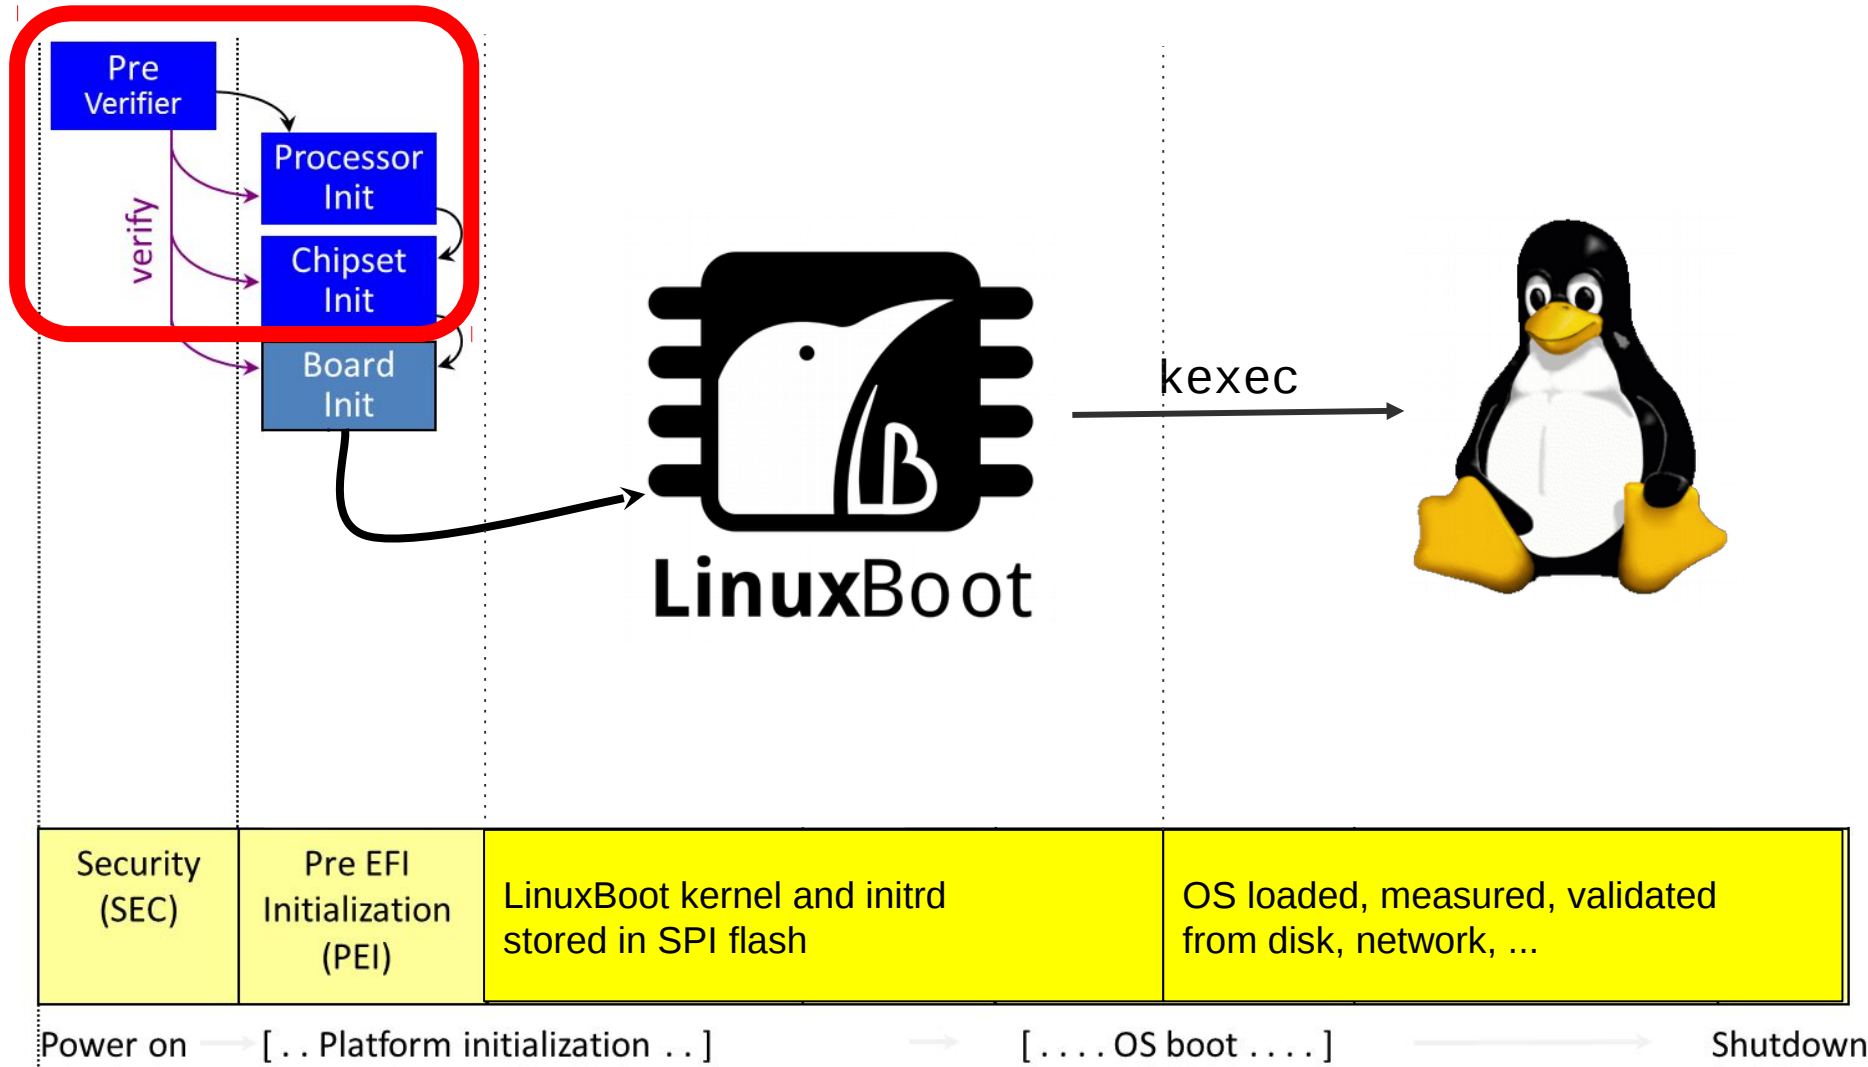 Pre
Verifier
Processor
Init
verify
Chipset
Init
Board
Init
B
LinuxBoot
kexec
Security
(SEC)
Pre EFI
Initialization
(PEI)
LinuxBoot kernel and initrd
stored in SPI flash
OS loaded, measured, validated
from disk, network, ...
Power on
[ . . Platform initialization . . ]
[ . . . . OS boot . . . . ]
Shutdown